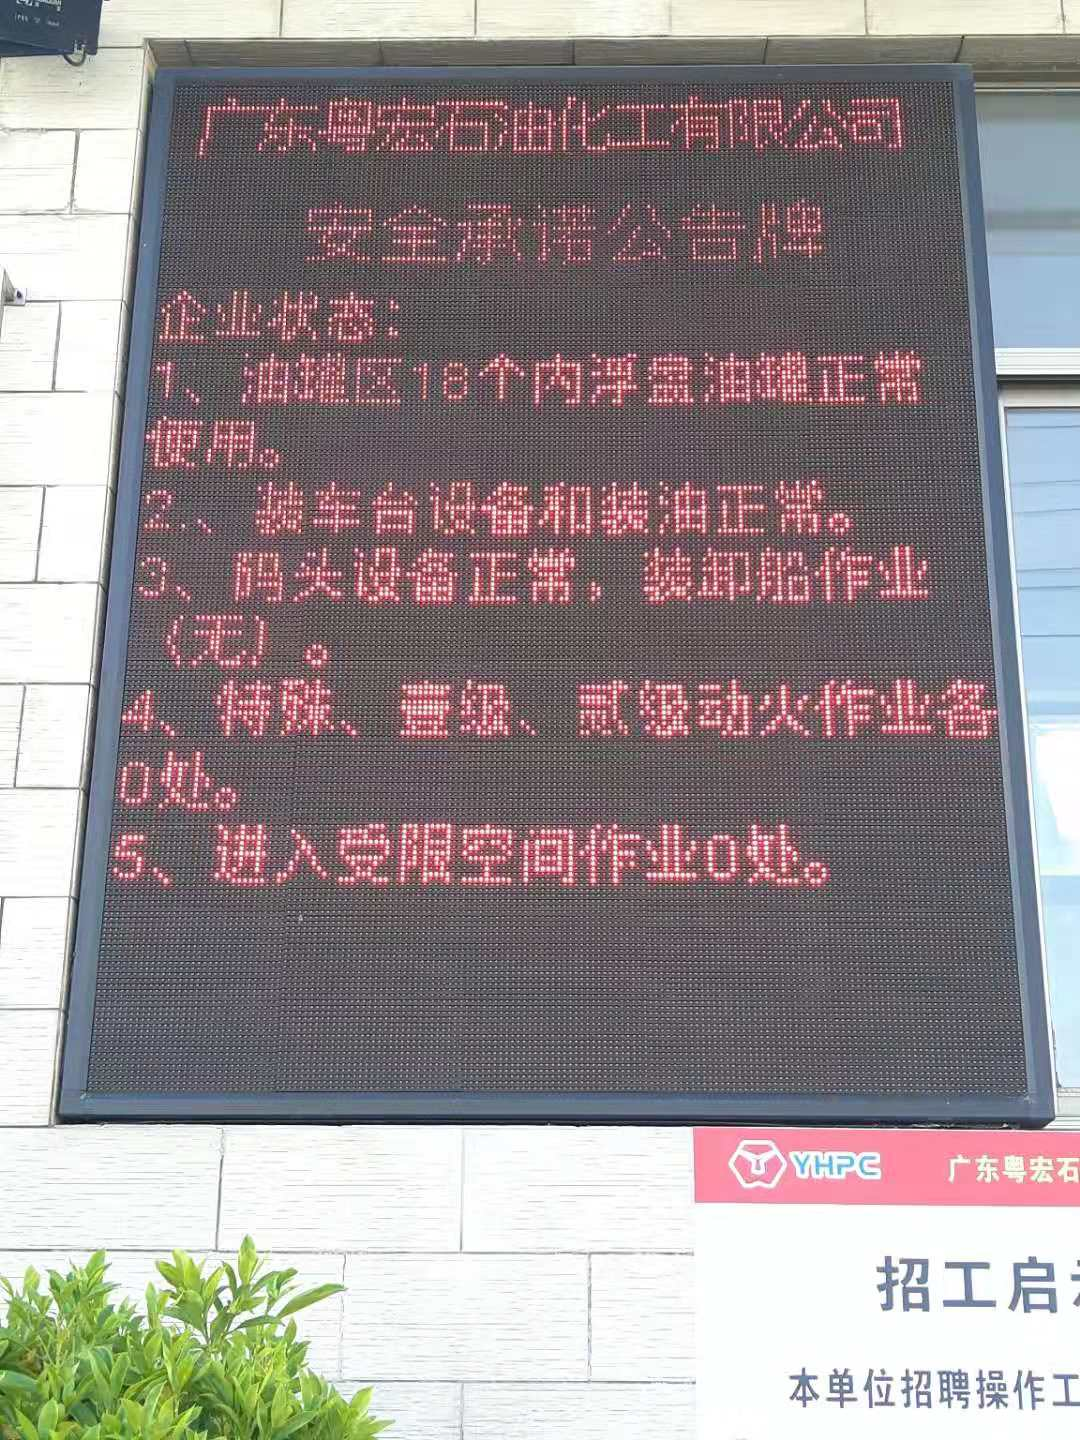 广东粤宏石油化工有限公司
安全承诺公告牌
企业状态：
1、油罐区18个内浮盘油罐正常
使用。
2.、装车台设备和装油正常。
3、码头设备正常，装卸船作业
（无）。
4、特殊、壹级、贰级动火作业各
0处。
5、进入受限空间作业0处。
YHPC 广东粤宏石
招工启
本单位招聘操作工